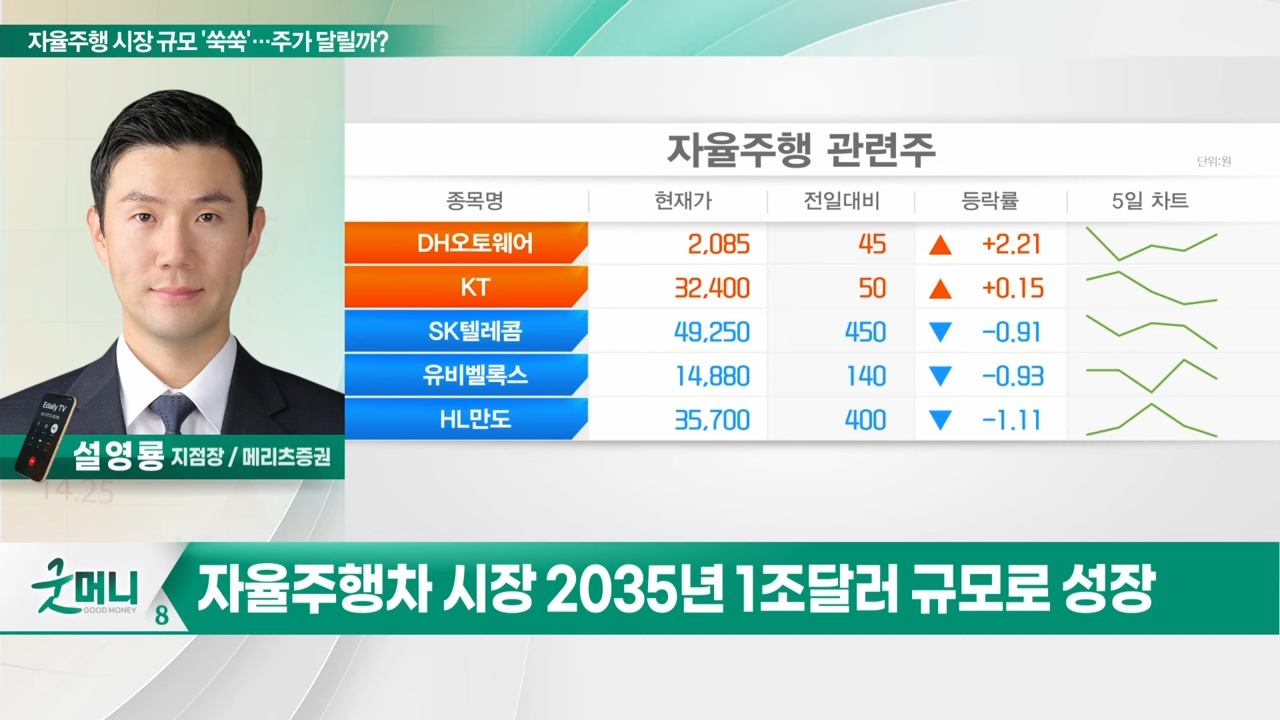 자율주행 시장 규모 '쑥쑥'…주가 달릴까?
자율주행 관련주
단위:원
종목명 현재가 전일대비 등락률 5일 차트
DH오토웨어 2,085 45 ▲ +2.21
KT 32,400 50 ▲ +0.15
SK텔레콤 49,250 450 ▼ -0.91
유비벨록스 14,880 140 ▼ -0.93
HL만도 35,700 400 ▼ -1.11
Edaily TV
설영룡 지점장 / 메리츠증권
14.25
굿머니
GOOD MONEY
8
자율주행차 시장 2035년 1조달러 규모로 성장